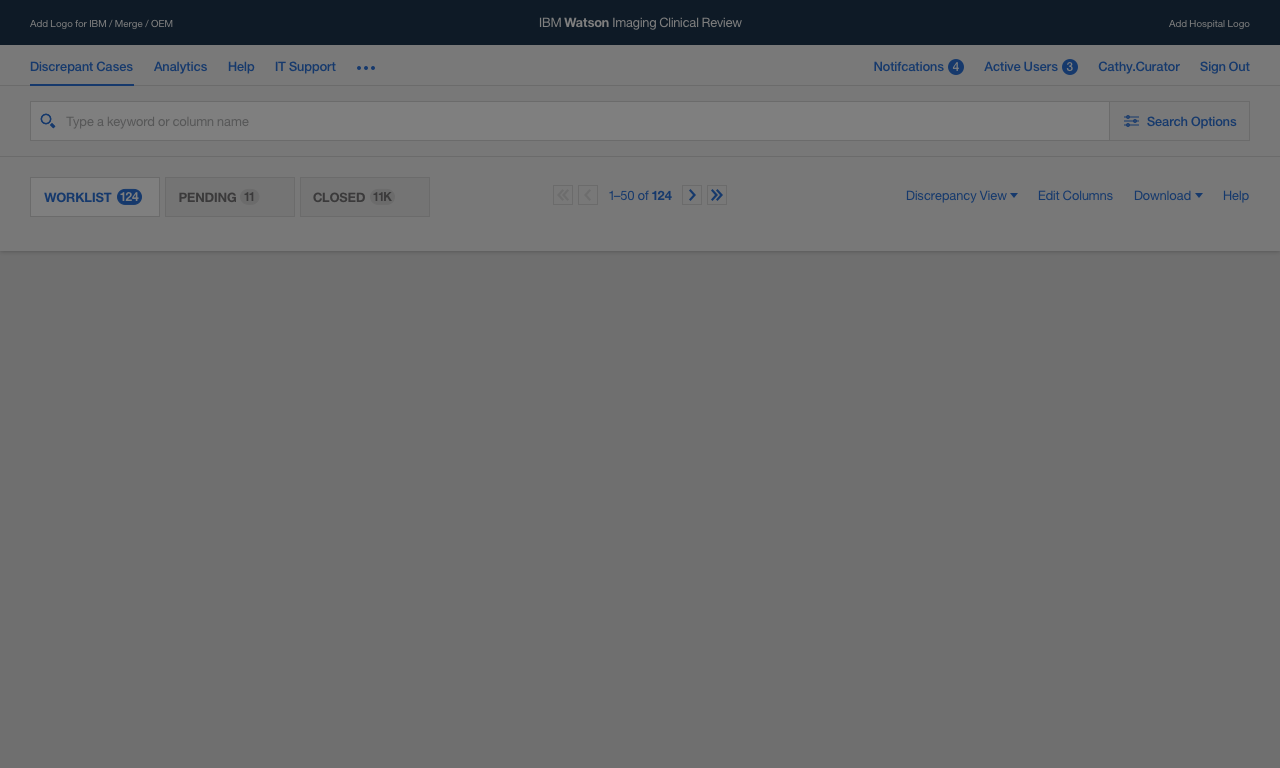 Add Logo for IBM / Merge / OEM
IBM Watson Imaging Clinical Review
Add Hospital Logo
Discrepant Cases Analytics Help IT Support
Notifcations 4 Active Users 3 Cathy.Curator Sign Out
Type a keyword or column name
Search Options
WORKLIST 124 PENDING 11 CLOSED 11K
1–50 of 124
Discrepancy View Edit Columns Download Help